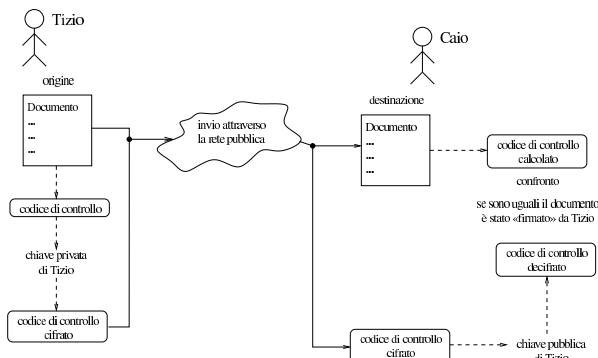 Tizio
origine
Documento
...
...
...
codice di controllo
chiave privata
di Tizio
codice di controllo
cifrato
invio attraverso
la rete pubblica
Caio
destinazione
Documento
...
...
...
codice di controllo
calcolato
confronto
se sono uguali il documento
è stato «firmato» da Tizio
codice di controllo
decifrato
codice di controllo
cifrato
chiave pubblica
di Tizio